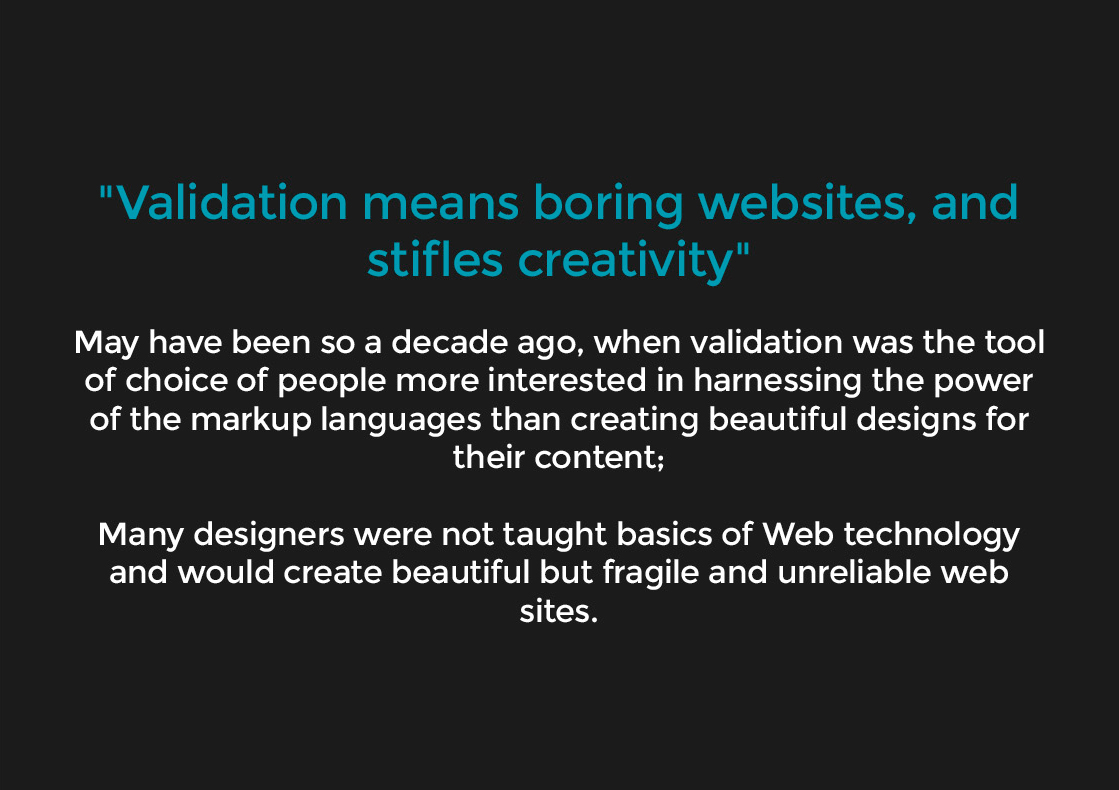 "Validation means boring websites, and
stifles creativity"
May have been so a decade ago, when validation was the tool
of choice of people more interested in harnessing the power
of the markup languages than creating beautiful designs for
their content;
Many designers were not taught basics of Web technology
and would create beautiful but fragile and unreliable web
sites.